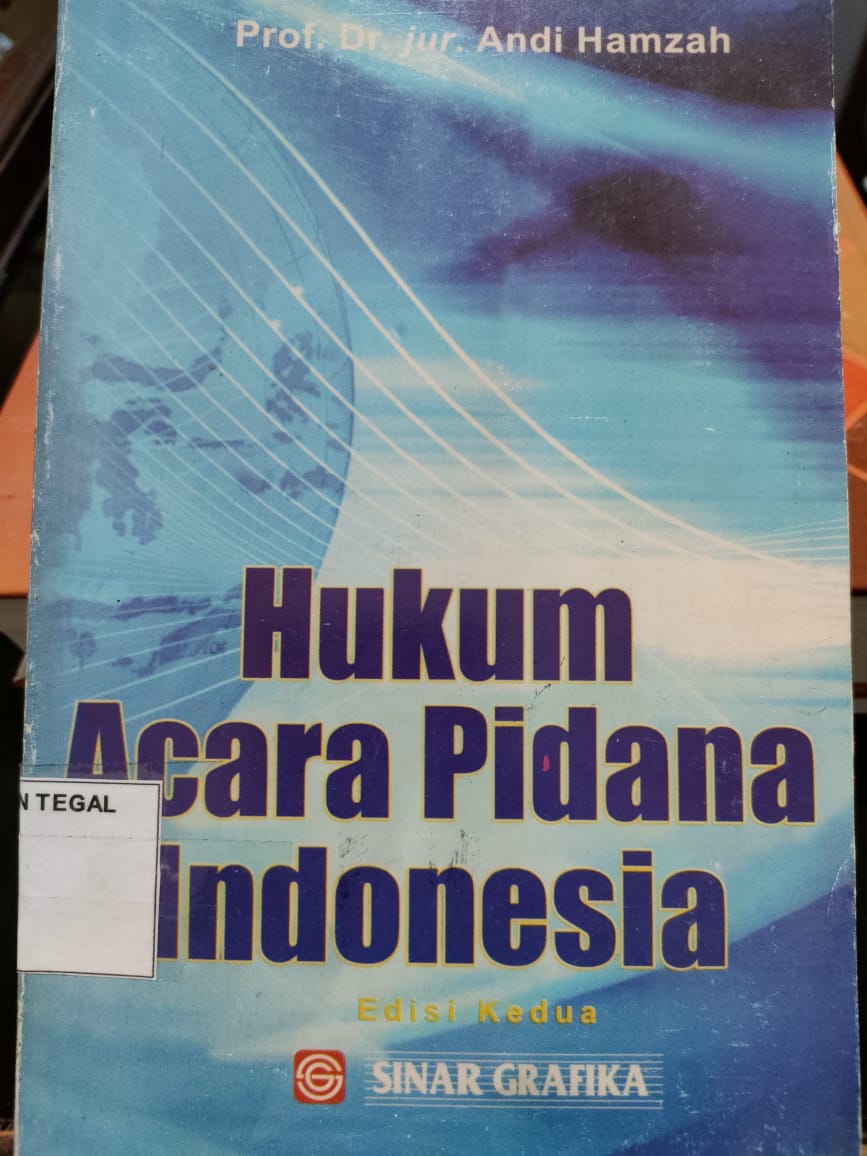 Prof. Dr. jur. Andi Hamzah
Hukum
Acara Pidana
Indonesia
N TEGAL
Edisi Kedua
SINAR GRAFIKA